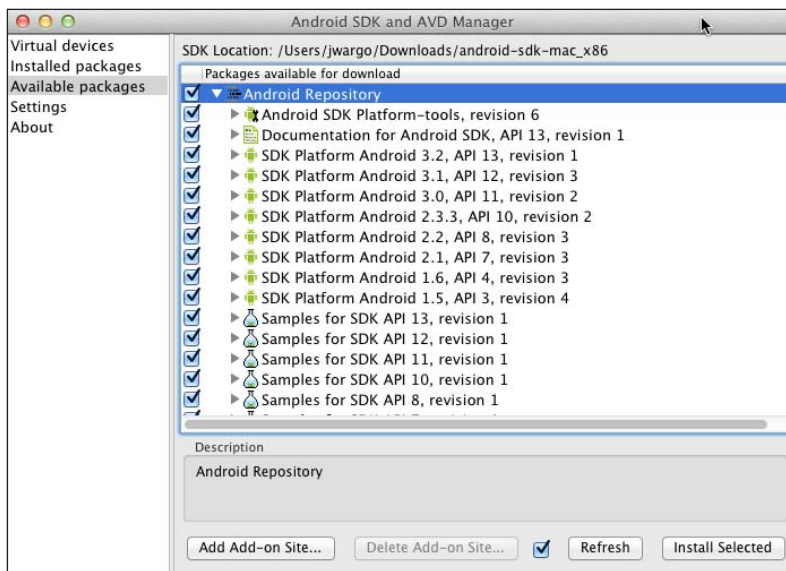 Android SDK and AVD Manager
Virtual devices
Installed packages
Available packages
Settings
About
SDK Location: /Users/jwargo/Downloads/android-sdk-mac_x86
Packages available for download
Android Repository
Android SDK Platform-tools, revision 6
Documentation for Android SDK, API 13, revision 1
SDK Platform Android 3.2, API 13, revision 1
SDK Platform Android 3.1, API 12, revision 3
SDK Platform Android 3.0, API 11, revision 2
SDK Platform Android 2.3.3, API 10, revision 2
SDK Platform Android 2.2, API 8, revision 3
SDK Platform Android 2.1, API 7, revision 3
SDK Platform Android 1.6, API 4, revision 3
SDK Platform Android 1.5, API 3, revision 4
Samples for SDK API 13, revision 1
Samples for SDK API 12, revision 1
Samples for SDK API 11, revision 1
Samples for SDK API 10, revision 1
Samples for SDK API 8, revision 1
Description
Android Repository
Add Add-on Site...
Delete Add-on Site...
Refresh
Install Selected